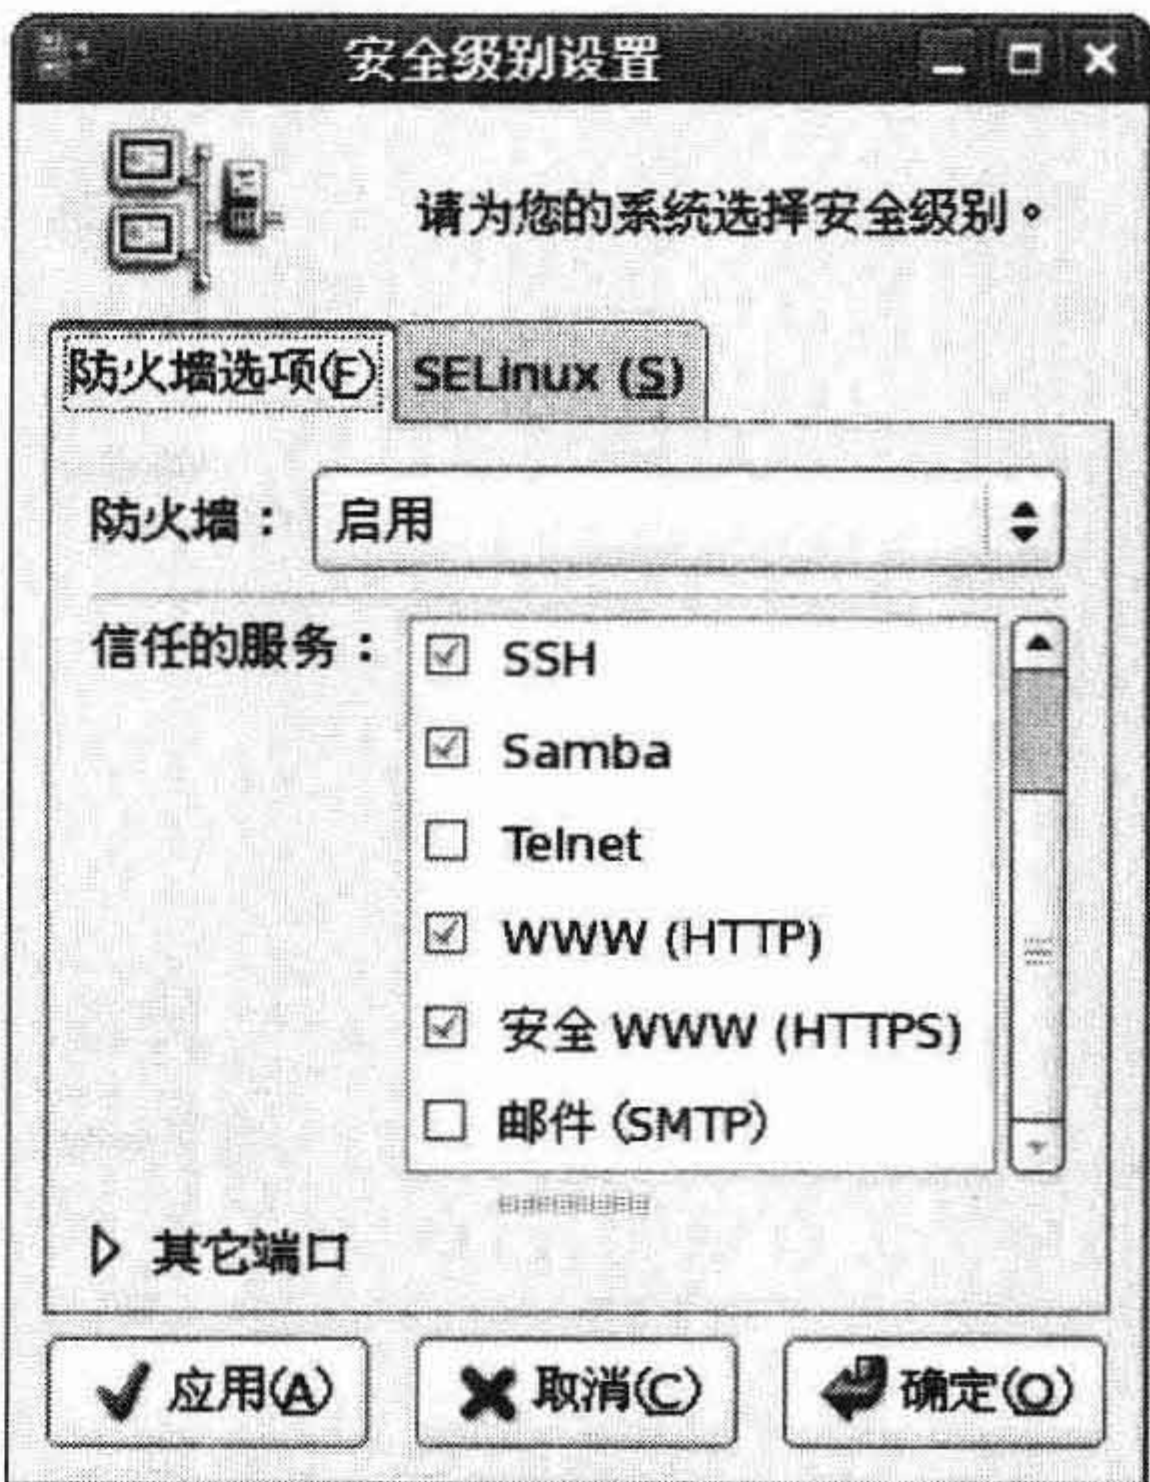 安全级别设置
请为您的系统选择安全级别。
防火墙选项(F) SELinux (S)
防火墙： 启用
信任的服务：
SSH
Samba
Telnet
WWW (HTTP)
安全 WWW (HTTPS)
邮件 (SMTP)
其它端口
应用(A) 取消(C) 确定(O)